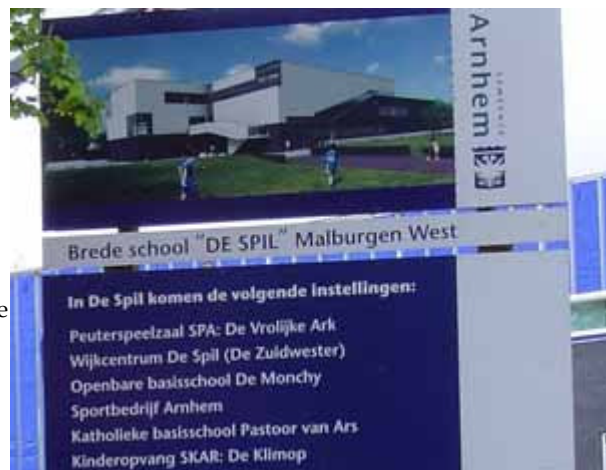 Arnhem
Brede school "DE SPIL" Malburgen West
In De Spil komen de volgende instellingen:
Peuterspeelzaal SPA: De Vrolijke Ark
Wijkcentrum De Spil (De Zuidwester)
Openbare basisschool De Monchy
Sportbedrijf Arnhem
Katholieke basisschool Pastoor van Ars
Kinderopvang SKAR: De Klimop